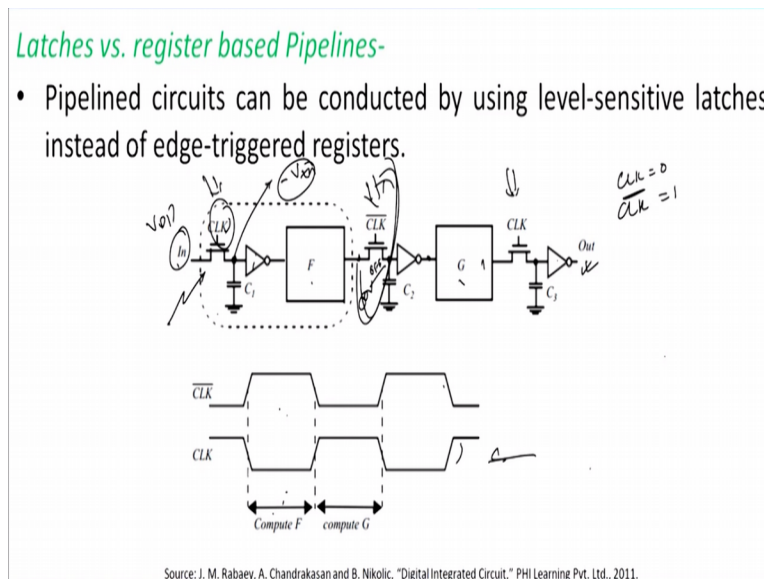 Latches vs. register based Pipelines-
• Pipelined circuits can be conducted by using level-sensitive latches
instead of edge-triggered registers.
CLK = 0
CLK = 1
CLK
CLK
CLK
In
F
G
Out
C1
C2
C3
CLK
CLK
Compute F compute G
Source: J. M. Rabaey, A. Chandrakasan and B. Nikolic, "Digital Integrated Circuit," PHI Learning Pvt. Ltd., 2011.